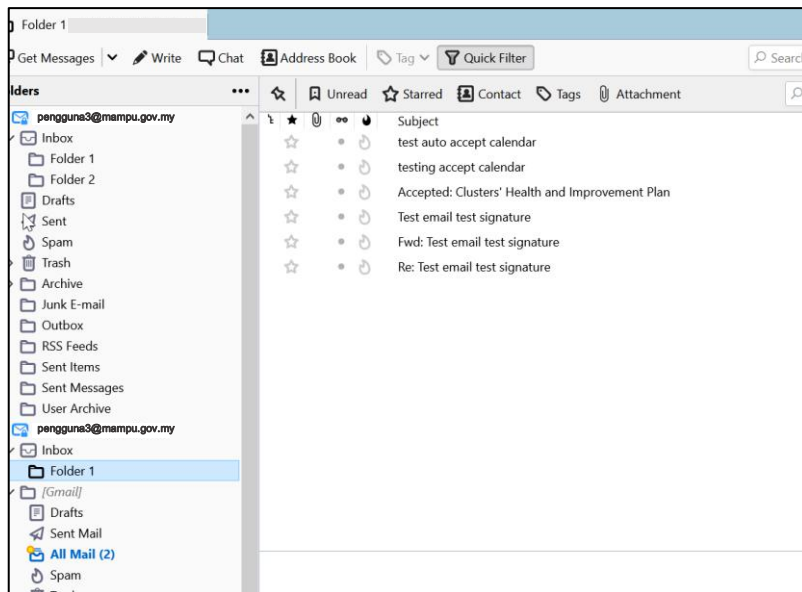 Folder 1
Get Messages Write Chat Address Book Tag Quick Filter Search
lders
Unread Starred Contact Tags Attachment
pengguna3@mampu.gov.my
Inbox
Folder 1
Folder 2
Drafts
Sent
Spam
Trash
Archive
Junk E-mail
Outbox
RSS Feeds
Sent Items
Sent Messages
User Archive
pengguna3@mampu.gov.my
Inbox
Folder 1
[Gmail]
Drafts
Sent Mail
All Mail (2)
Spam
Subject
test auto accept calendar
testing accept calendar
Accepted: Clusters' Health and Improvement Plan
Test email test signature
Fwd: Test email test signature
Re: Test email test signature